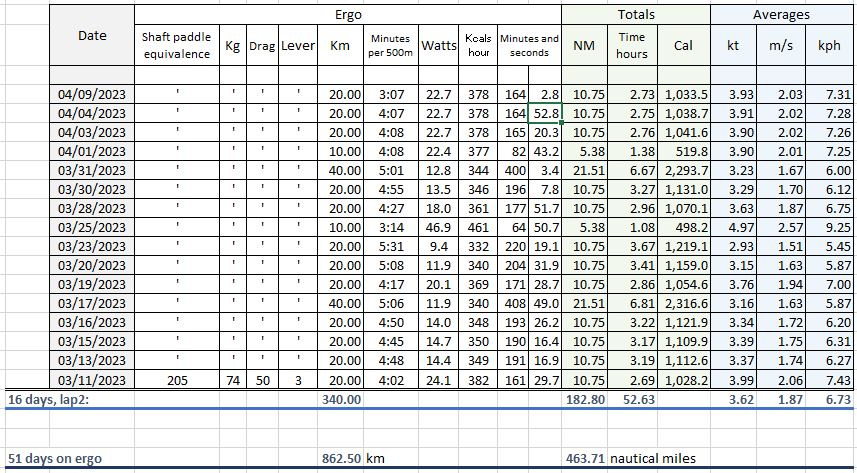 Ergo Totals Averages
Date Shaft paddle equivalence Kg Drag Lever Km Minutes per 500m Watts Kcals hour Minutes and seconds NM Time hours Cal kt m/s kph
04/09/2023 ' ' ' ' 20.00 3:07 22.7 378 164 2.8 10.75 2.73 1,033.5 3.93 2.03 7.31
04/04/2023 ' ' ' ' 20.00 4:07 22.7 378 164 52.8 10.75 2.75 1,038.7 3.91 2.02 7.28
04/03/2023 ' ' ' ' 20.00 4:08 22.7 378 165 20.3 10.75 2.76 1,041.6 3.90 2.02 7.26
04/01/2023 ' ' ' ' 10.00 4:08 22.4 377 82 43.2 5.38 1.38 519.8 3.90 2.01 7.25
03/31/2023 ' ' ' ' 40.00 5:01 12.8 344 400 3.4 21.51 6.67 2,293.7 3.23 1.67 6.00
03/30/2023 ' ' ' ' 20.00 4:55 13.5 346 196 7.8 10.75 3.27 1,131.0 3.29 1.70 6.12
03/28/2023 ' ' ' ' 20.00 4:27 18.0 361 177 51.7 10.75 2.96 1,070.1 3.63 1.87 6.75
03/25/2023 ' ' ' ' 10.00 3:14 46.9 461 64 50.7 5.38 1.08 498.2 4.97 2.57 9.25
03/23/2023 ' ' ' ' 20.00 5:31 9.4 332 220 19.1 10.75 3.67 1,219.1 2.93 1.51 5.45
03/20/2023 ' ' ' ' 20.00 5:08 11.9 340 204 31.9 10.75 3.41 1,159.0 3.15 1.63 5.87
03/19/2023 ' ' ' ' 20.00 4:17 20.1 369 171 28.7 10.75 2.86 1,054.6 3.76 1.94 7.00
03/17/2023 ' ' ' ' 40.00 5:06 11.9 340 408 49.0 21.51 6.81 2,316.6 3.16 1.63 5.87
03/16/2023 ' ' ' ' 20.00 4:50 14.0 348 193 26.2 10.75 3.22 1,121.9 3.34 1.72 6.20
03/15/2023 ' ' ' ' 20.00 4:45 14.7 350 190 16.4 10.75 3.17 1,109.9 3.39 1.75 6.31
03/13/2023 ' ' ' ' 20.00 4:48 14.4 349 191 16.9 10.75 3.19 1,112.6 3.37 1.74 6.27
03/11/2023 205 74 50 3 20.00 4:02 24.1 382 161 29.7 10.75 2.69 1,028.2 3.99 2.06 7.43
16 days, lap2: 340.00 182.80 52.63 3.62 1.87 6.73
51 days on ergo 862.50 km 463.71 nautical miles